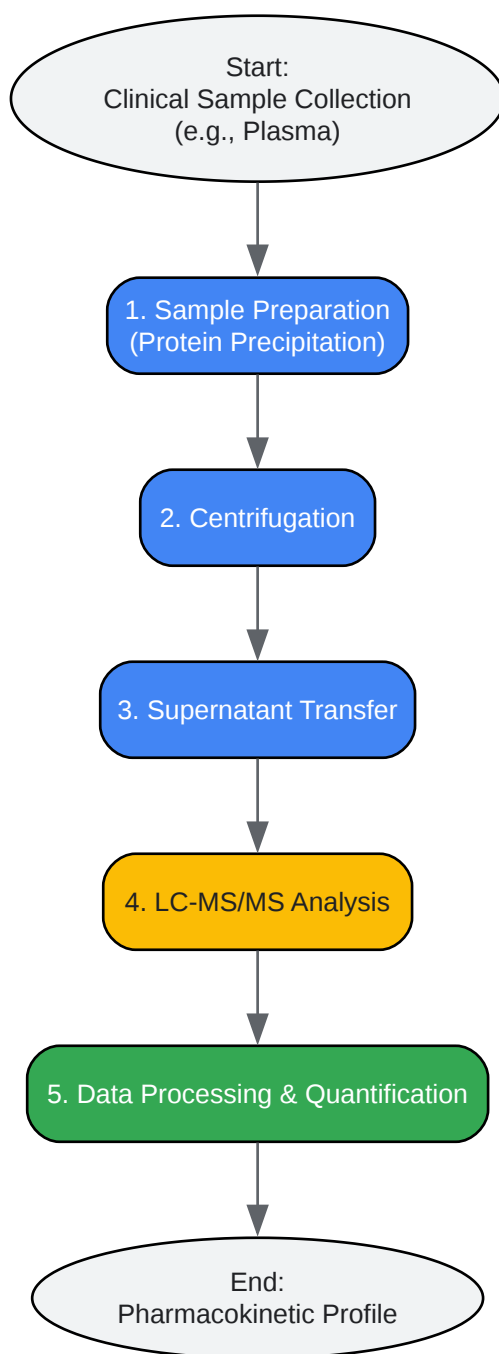 Start:
Clinical Sample Collection
(e.g., Plasma)
1. Sample Preparation
(Protein Precipitation)
2. Centrifugation
3. Supernatant Transfer
4. LC-MS/MS Analysis
5. Data Processing & Quantification
End:
Pharmacokinetic Profile